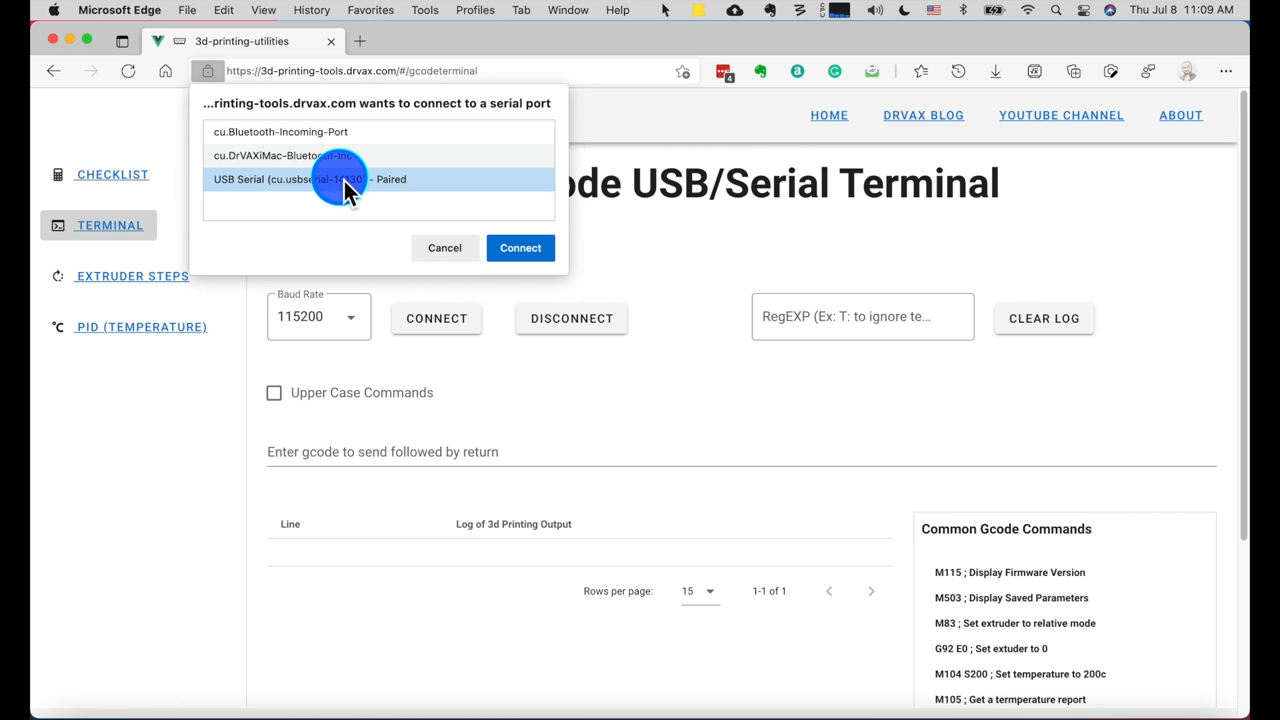 Microsoft Edge File Edit View History Favorites Tools Profiles Tab Window Help Thu Jul 8 11:09 AM
3d-printing-utilities
https://3d-printing-tools.drvax.com/#/gcodeterminal
4
...rinting-tools.drvax.com wants to connect to a serial port
cu.Bluetooth-Incoming-Port
cu.DrVAXiMac-Bluetooth-Inc
USB Serial (cu.usbserial-14130) - Paired
Cancel Connect
HOME DRVAX BLOG YOUTUBE CHANNEL ABOUT
CHECKLIST
TERMINAL
EXTRUDER STEPS
°C PID (TEMPERATURE)
ode USB/Serial Terminal
Baud Rate
115200
CONNECT
DISCONNECT
RegEXP (Ex: T: to ignore te...
CLEAR LOG
Upper Case Commands
Enter gcode to send followed by return
Line Log of 3d Printing Output
Rows per page: 15 1-1 of 1
Common Gcode Commands
M115 ; Display Firmware Version
M503 ; Display Saved Parameters
M83 ; Set extruder to relative mode
G92 E0 ; Set extuder to 0
M104 S200 ; Set temperature to 200c
M105 ; Get a termperature report